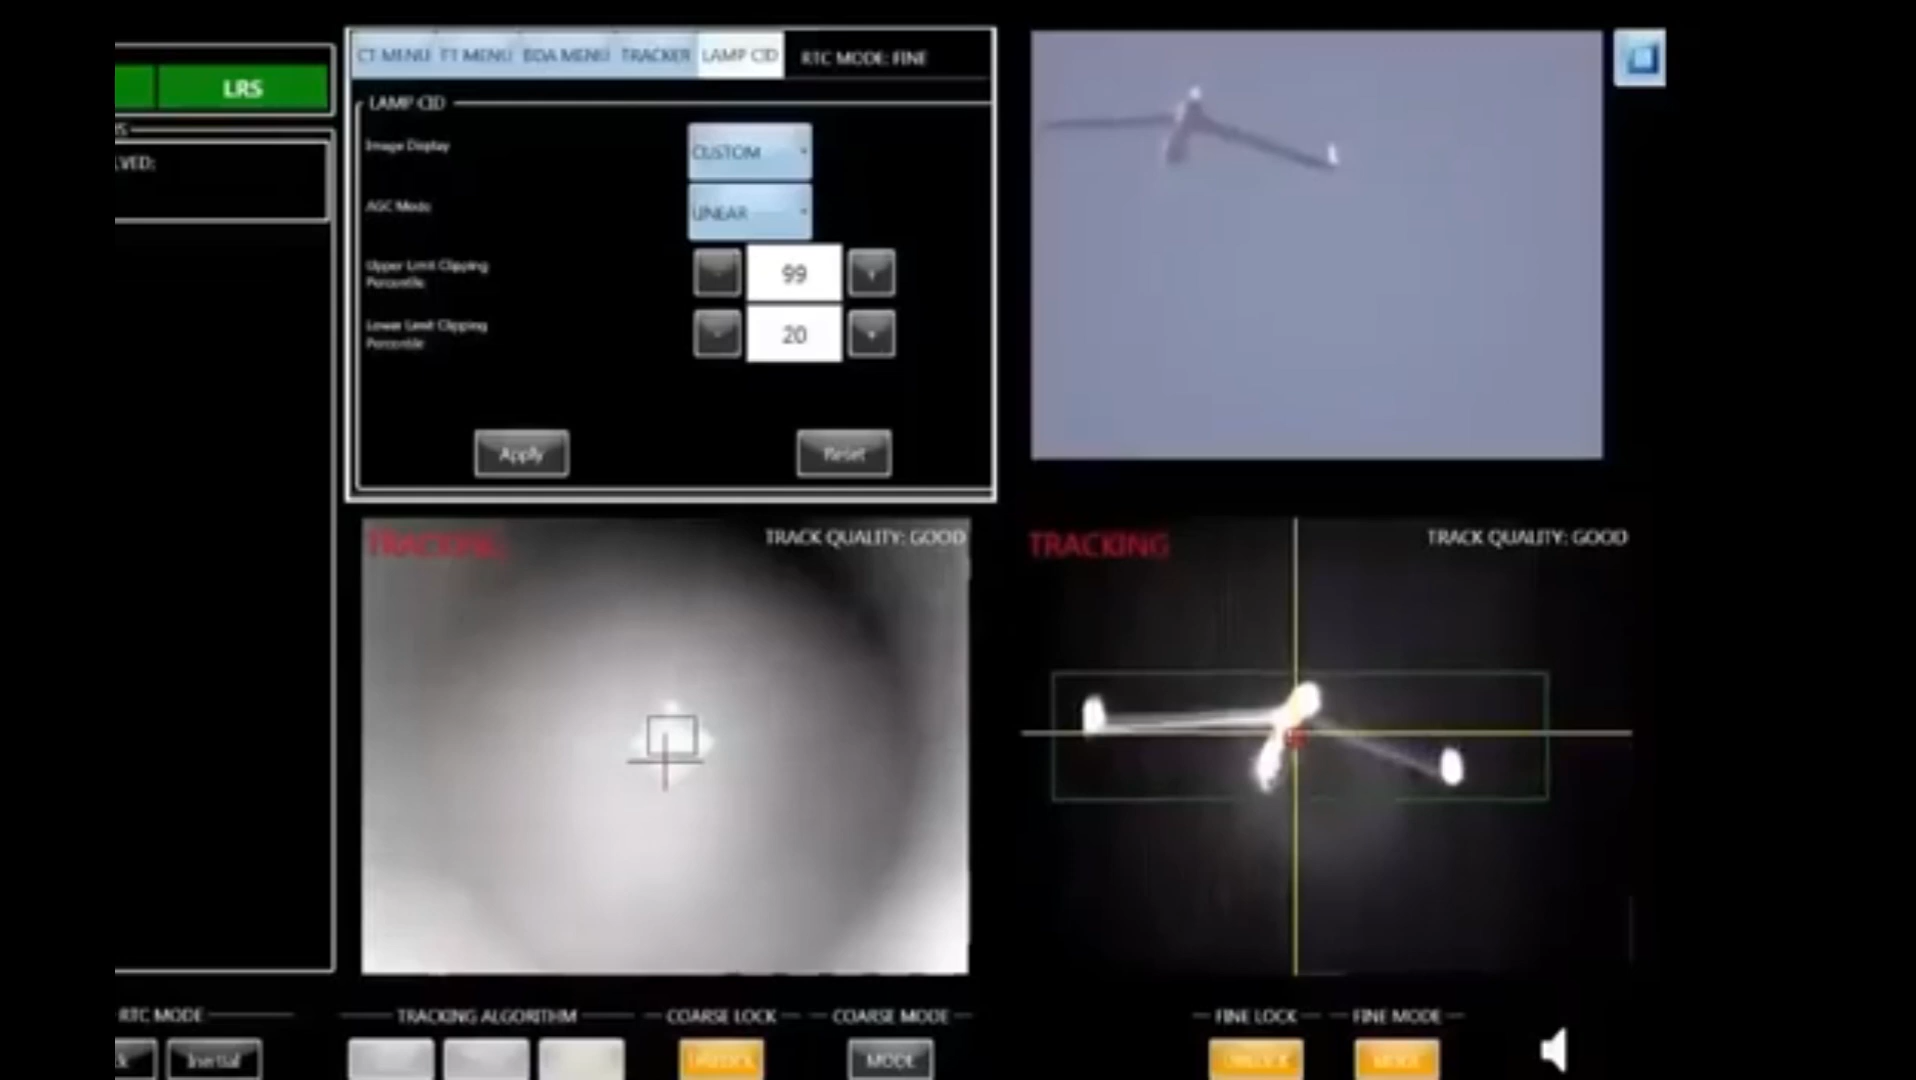 LRS
LVED:
CT MENU FT MENU BDA MENU TRACKER LAMP CID RTC MODE: FINE
LAMP CID
Image Display
CUSTOM
AGC Mode
LINEAR
Upper Limit Clipping
Percentile
99
Lower Limit Clipping
Percentile
20
Apply
Reset
TRACKING
TRACK QUALITY: GOOD
TRACKING
TRACK QUALITY: GOOD
RTC MODE
TRACKING ALGORITHM
COARSE LOCK
COARSE MODE
FINE LOCK
FINE MODE
Inertial
MODE
MODE